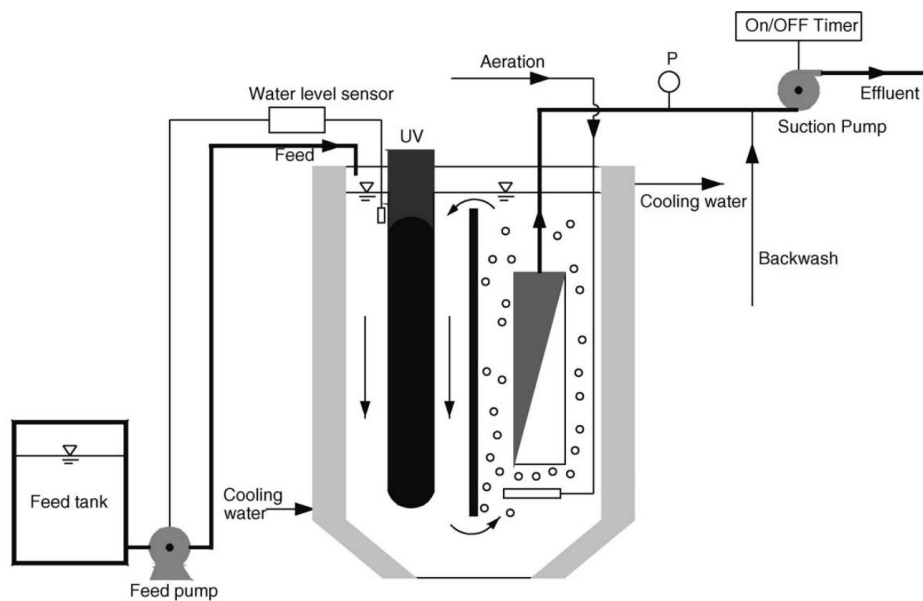 On/OFF Timer
Aeration
P
Effluent
Suction Pump
Water level sensor
UV
Feed
Cooling water
Backwash
Feed tank
Cooling
water
Feed pump